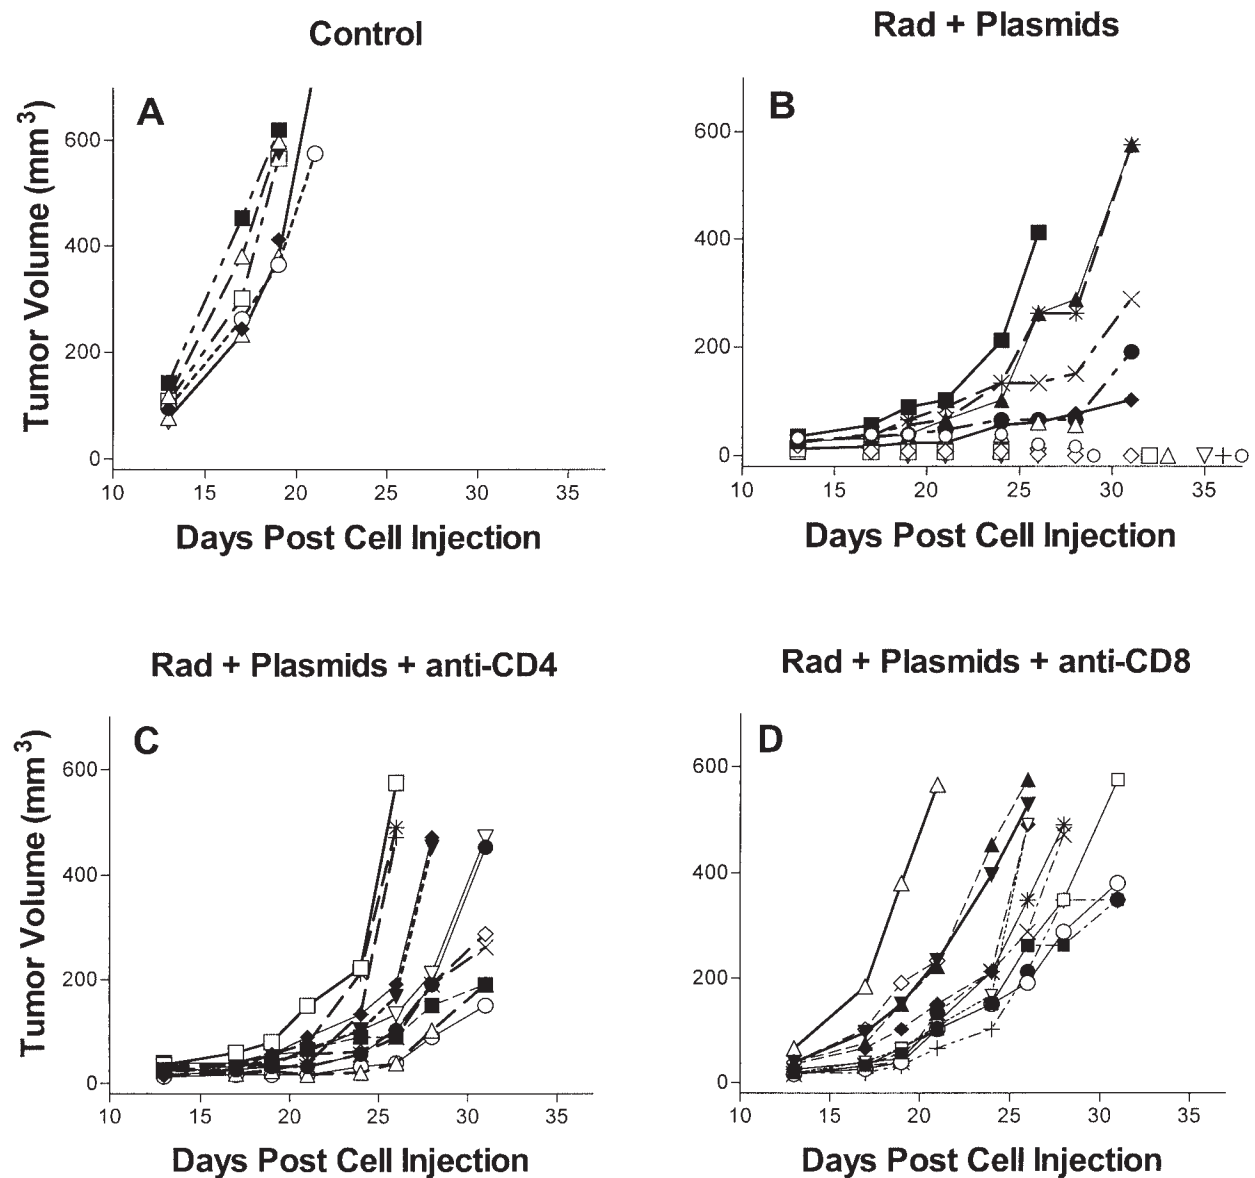 Control
A
Tumor Volume (mm³)
600
400
200
0
10 15 20 25 30 35
Days Post Cell Injection
Rad + Plasmids
B
600
400
200
0
10 15 20 25 30 35
Days Post Cell Injection
Rad + Plasmids + anti-CD4
C
Tumor Volume (mm³)
600
400
200
0
10 15 20 25 30 35
Days Post Cell Injection
Rad + Plasmids + anti-CD8
D
600
400
200
0
10 15 20 25 30 35
Days Post Cell Injection